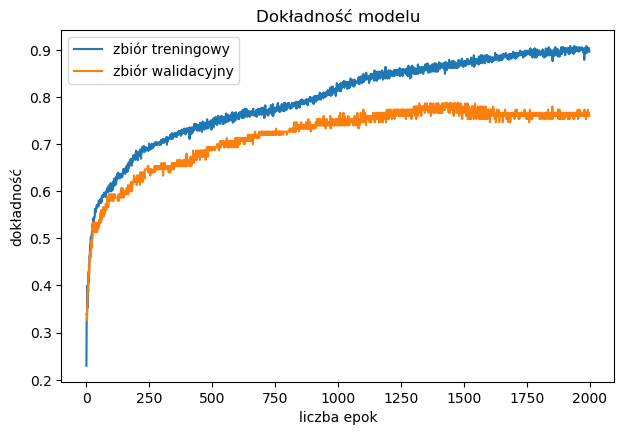 Dokładność modelu
zbiór treningowy
zbiór walidacyjny
dokładność
0.9
0.8
0.7
0.6
0.5
0.4
0.3
0.2
0 250 500 750 1000 1250 1500 1750 2000
liczba epok